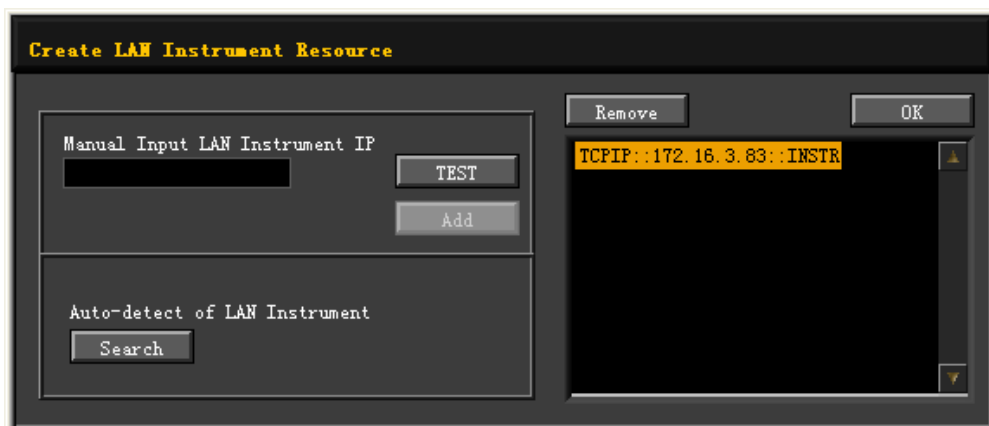 Create LAN Instrument Resource
Manual Input LAN Instrument IP
TEST
Add
Auto-detect of LAN Instrument
Search
Remove
OK
TCPIP::172.16.3.83::INSTR